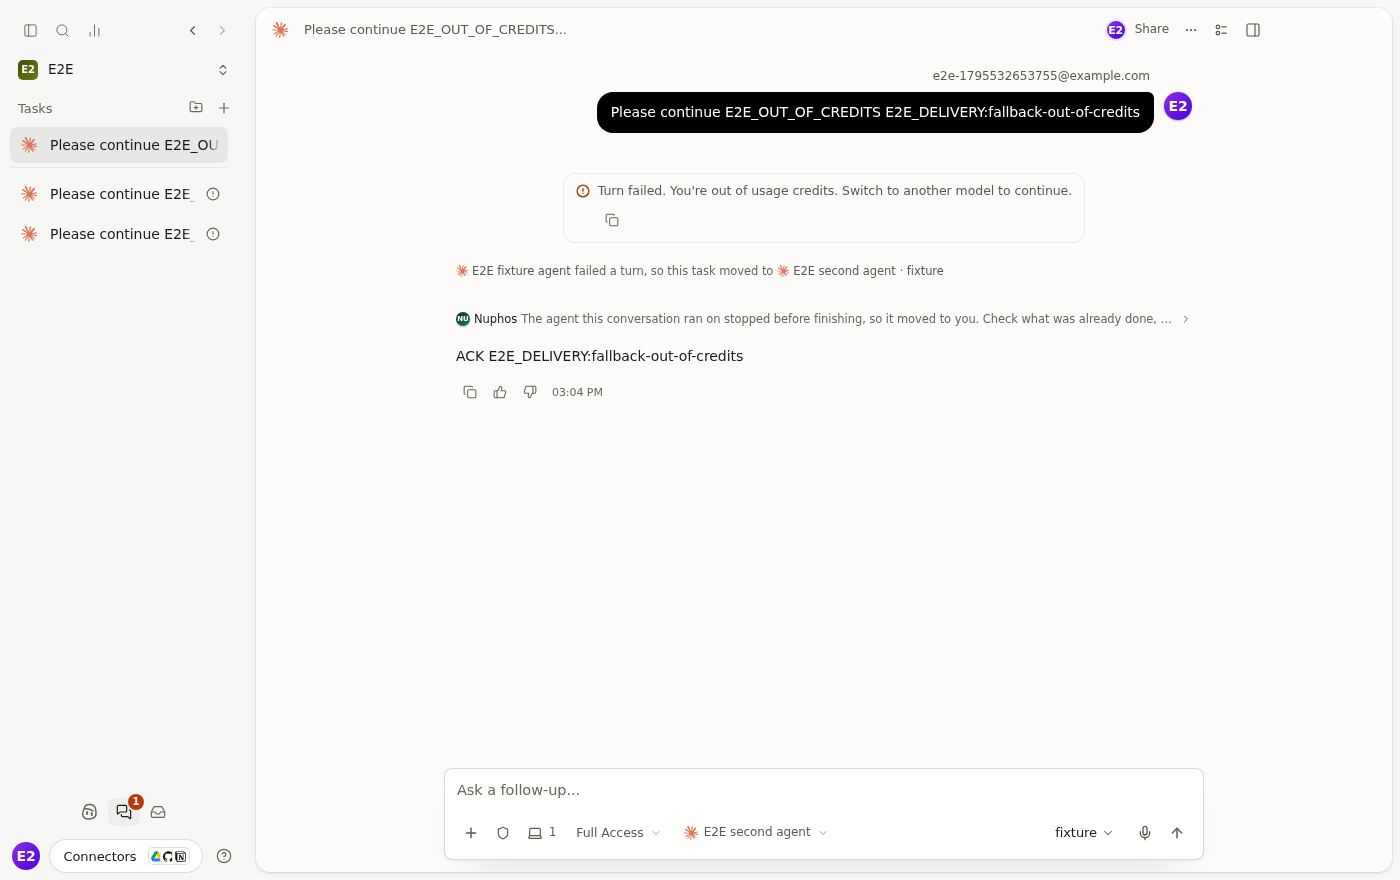 Please continue E2E_OUT_OF_CREDITS...
E2
Share
E2
E2E
Tasks
Please continue E2E_OU
Please continue E2E_
Please continue E2E_
e2e-1795532653755@example.com
Please continue E2E_OUT_OF_CREDITS E2E_DELIVERY:fallback-out-of-credits
E2
Turn failed. You're out of usage credits. Switch to another model to continue.
E2E fixture agent failed a turn, so this task moved to E2E second agent · fixture
NU Nuphos The agent this conversation ran on stopped before finishing, so it moved to you. Check what was already done, ...
ACK E2E_DELIVERY:fallback-out-of-credits
03:04 PM
Ask a follow-up...
1 Full Access E2E second agent fixture
1
E2 Connectors